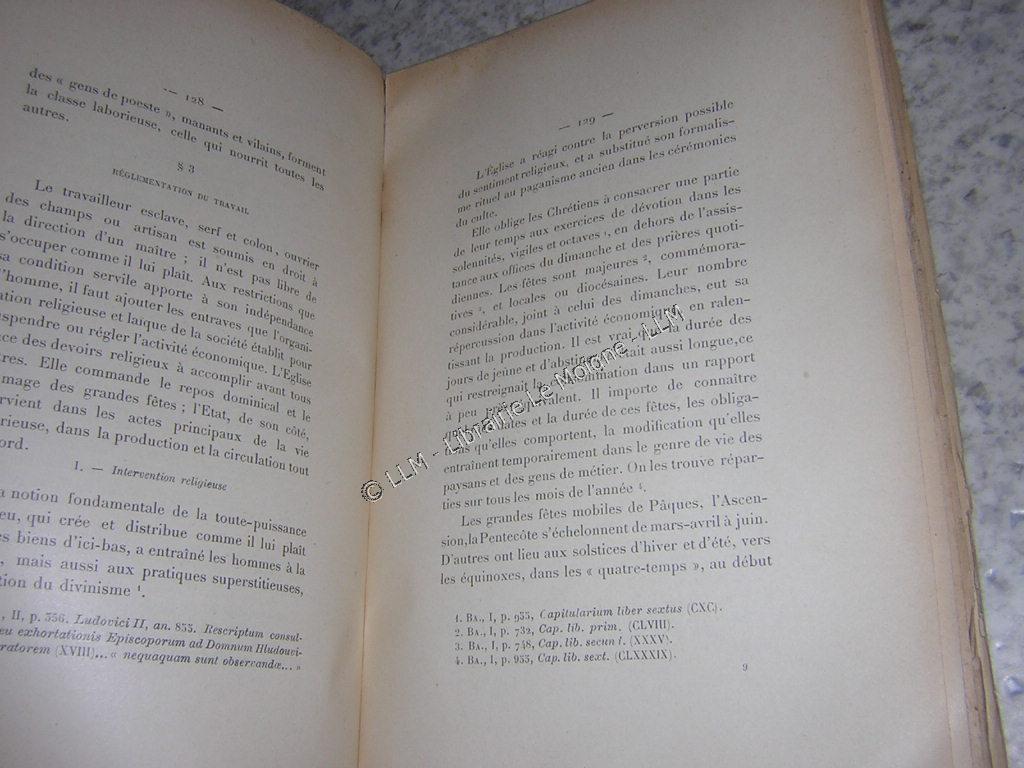 — 128 —
des « gens de poeste », manants et vilains, forment
la classe laborieuse, celle qui nourrit toutes les
autres.
§ 3
RÉGLEMENTATION DU TRAVAIL
Le travailleur esclave, serf et colon, ouvrier
des champs ou artisan est soumis en droit à
la direction d'un maître ; il n'est pas libre de
s'occuper comme il lui plaît. Aux restrictions que
sa condition servile apporte à son indépendance
l'homme, il faut ajouter les entraves que l'organi-
ation religieuse et laïque de la société établit pour
uspendre ou régler l'activité économique. L'Eglise
ce des devoirs religieux à accomplir avant tous
tres. Elle commande le repos dominical et le
mage des grandes fêtes ; l'Etat, de son côté,
rvient dans les actes principaux de la vie
érieuse, dans la production et la circulation tout
ord.
1. — Intervention religieuse
a notion fondamentale de la toute-puissance
eu, qui crée et distribue comme il lui plaît
s biens d'ici-bas, a entraîné les hommes à la
, mais aussi aux pratiques superstitieuses,
tion du divinisme ¹.
, II, p. 356. Ludovici II, an. 855. Rescriptum consul-
eu exhortationis Episcoporum ad Domnum Hludouvi-
ratorem (XVIII)... « nequaquam sunt observandæ... »
— 129 —
L'Église a réagi contre la perversion possible
du sentiment religieux, et a substitué son formalis-
me rituel au paganisme ancien dans les cérémonies
du culte.
Elle oblige les Chrétiens à consacrer une partie
de leur temps aux exercices de dévotion dans les
solennités, vigiles et octaves ¹, en dehors de l'assis-
tance aux offices du dimanche et des prières quoti-
diennes. Les fêtes sont majeures ², commémora-
tives ³, et locales ou diocésaines. Leur nombre
considérable, joint à celui des dimanches, eut sa
répercussion dans l'activité économique, en ralen-
tissant la production. Il est vrai que la durée des
jours de jeûne et d'abstinence était aussi longue, ce
qui restreignait la consommation dans un rapport
à peu près équivalent. Il importe de connaître
les dates et la durée de ces fêtes, les obliga-
tions qu'elles comportent, la modification qu'elles
entraînent temporairement dans le genre de vie des
paysans et des gens de métier. On les trouve répar-
ties sur tous les mois de l'année ⁴.
Les grandes fêtes mobiles de Pâques, l'Ascen-
sion, la Pentecôte s'échelonnent de mars-avril à juin.
D'autres ont lieu aux solstices d'hiver et d'été, vers
les équinoxes, dans les « quatre-temps », au début
1. BA., I, p. 955, Capitularium liber sextus (CXC).
2. BA., I, p. 732, Cap. lib. prim. (CLVIII).
3. BA., I, p. 748, Cap. lib. secun l. (XXXV).
4. BA., I, p. 955, Cap. lib. sext. (CLXXXIX).
9
© LLM - Librairie Le Moione - LLM